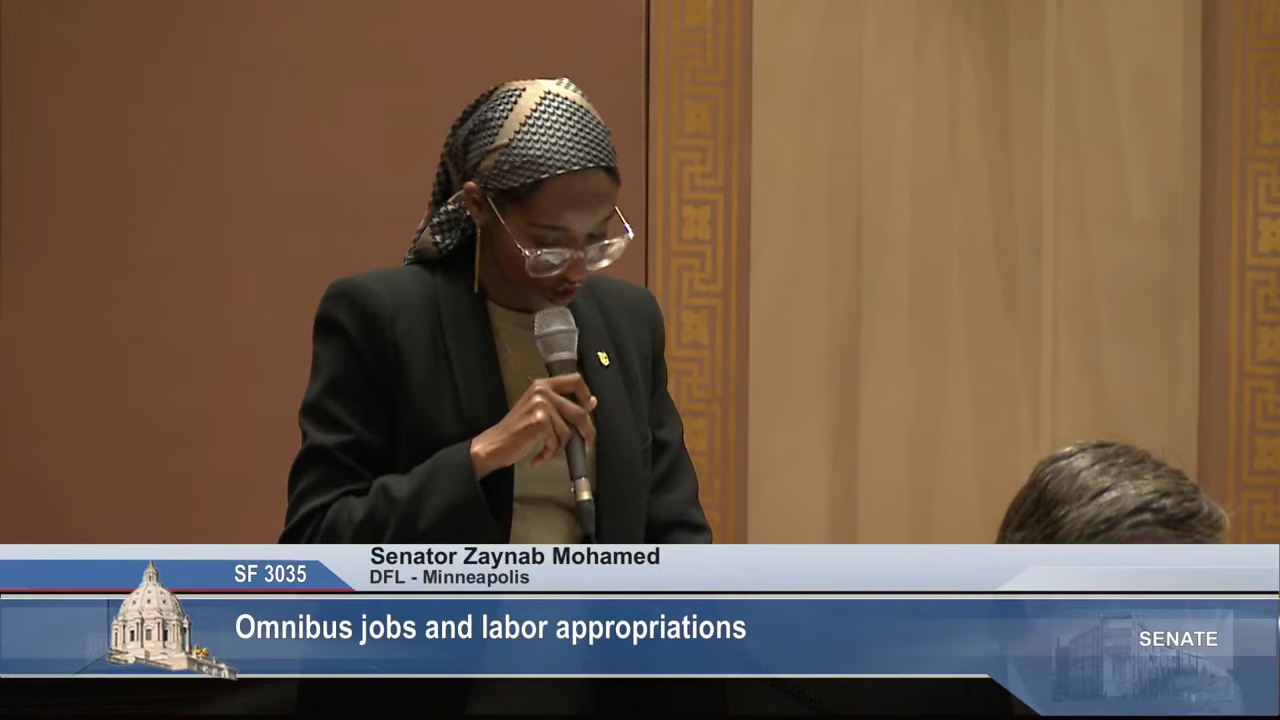 Senator Zaynab Mohamed
SF 3035
DFL - Minneapolis
Omnibus jobs and labor appropriations
SENATE